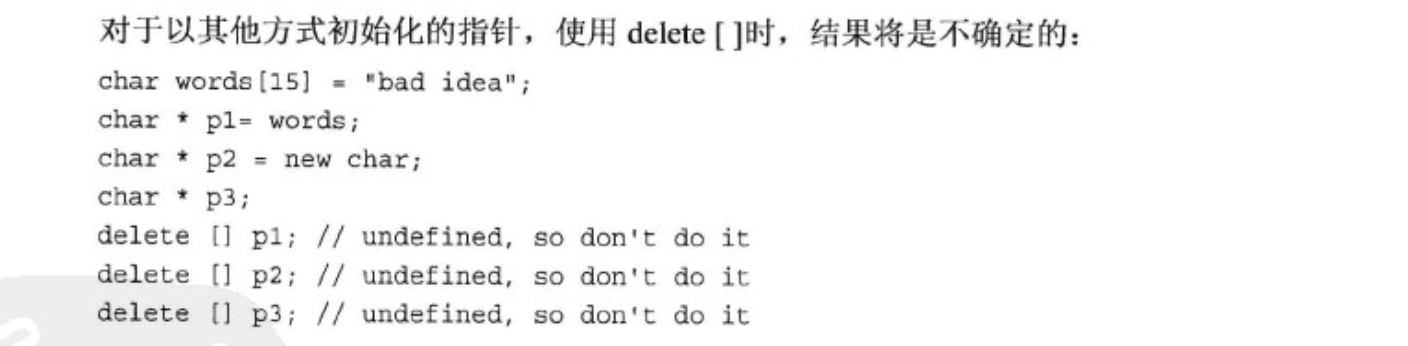 对于以其他方式初始化的指针，使用 delete [ ]时，结果将是不确定的：
char words[15] = "bad idea";
char * p1= words;
char * p2 = new char;
char * p3;
delete [] p1; // undefined, so don't do it
delete [] p2; // undefined, so don't do it
delete [] p3; // undefined, so don't do it